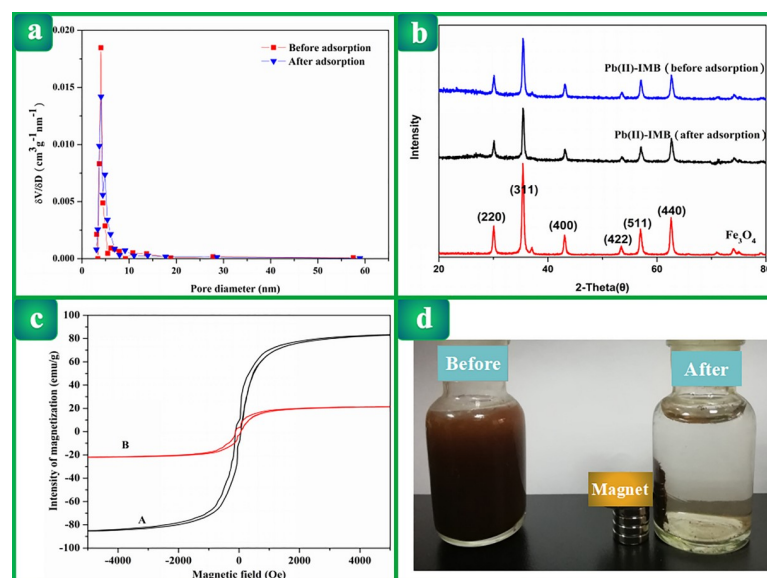 a
0.020
0.015
0.010
0.005
0.000
δV/δD (cm³g⁻¹nm⁻¹)
Before adsorption
After adsorption
0 10 20 30 40 50 60
Pore diameter (nm)
b
Intensity
Pb(II)-IMB (before adsorption)
Pb(II)-IMB (after adsorption)
(220)
(311)
(400)
(422)
(511)
(440)
Fe₃O₄
20 40 60 80
2-Theta(θ)
c
100
80
60
40
20
0
-20
-40
-60
-80
-100
Intensity of magnetization (emu/g)
B
A
-4000 -2000 0 2000 4000
Magnetic field (Oe)
d
Before
After
Magnet